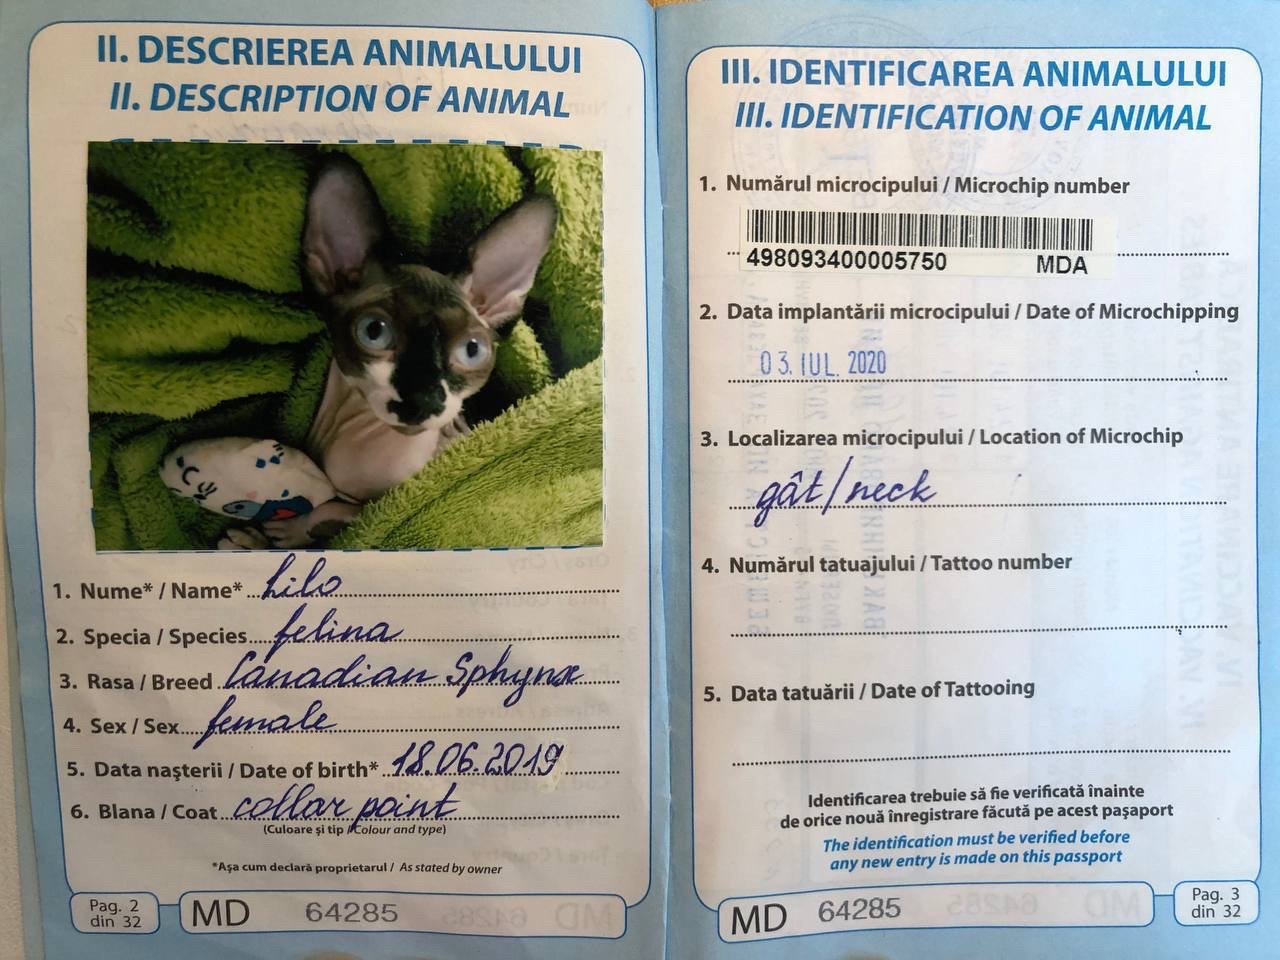 II. DESCRIEREA ANIMALULUI
II. DESCRIPTION OF ANIMAL
1. Nume* / Name* Lilo
2. Specia / Species felina
3. Rasa / Breed Canadian Sphynx
4. Sex / Sex female
5. Data naşterii / Date of birth* 18.06.2019
6. Blana / Coat collar point
(Culoare şi tip / Colour and type)
*Aşa cum declară proprietarul / As stated by owner
Pag. 2
din 32
MD 64285
III. IDENTIFICAREA ANIMALULUI
III. IDENTIFICATION OF ANIMAL
1. Numărul microcipului / Microchip number
498093400005750 MDA
2. Data implantării microcipului / Date of Microchipping
03. IUL. 2020
3. Localizarea microcipului / Location of Microchip
gât/neck
4. Numărul tatuajului / Tattoo number
5. Data tatuării / Date of Tattooing
Identificarea trebuie să fie verificată înainte
de orice nouă înregistrare făcută pe acest paşaport
The identification must be verified before
any new entry is made on this passport
MD 64285
Pag. 3
din 32